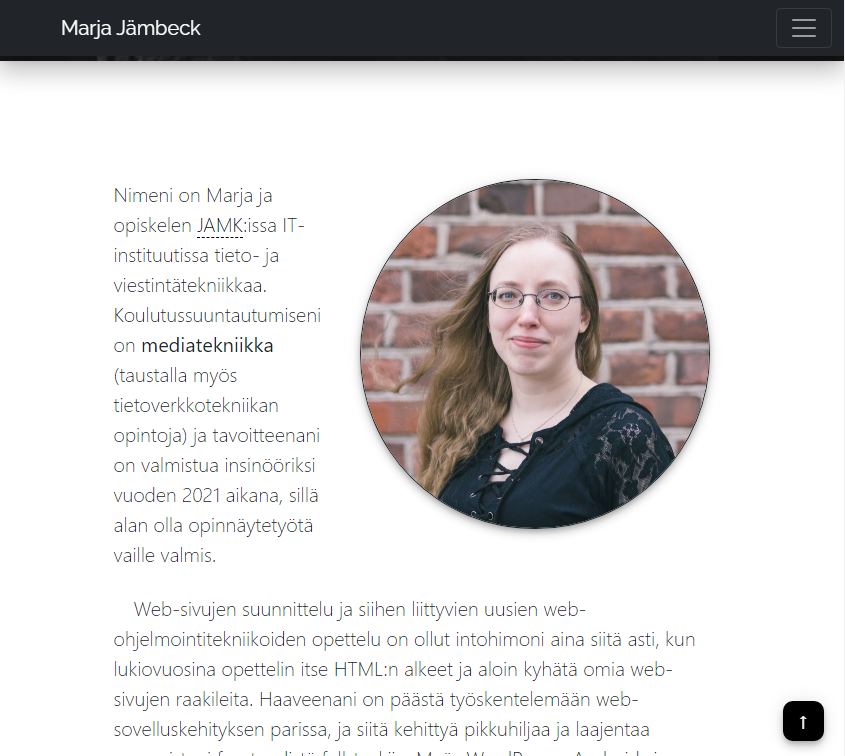 Marja Jämbeck
Nimeni on Marja ja
opiskelen JAMK:issa IT-
instituutissa tieto- ja
viestintätekniikkaa.
Koulutussuuntautumiseni
on mediatekniikka
(taustalla myös
tietoverkkotekniikan
opintoja) ja tavoitteenani
on valmistua insinööriksi
vuoden 2021 aikana, sillä
alan olla opinnäytetyötä
vaille valmis.
Web-sivujen suunnittelu ja siihen liittyvien uusien web-
ohjelmointitekniikoiden opettelu on ollut intohimoni aina siitä asti, kun
lukiovuosina opettelin itse HTML:n alkeet ja aloin kyhätä omia web-
sivujen raakileita. Haaveenani on päästä työskentelemään web-
sovelluskehityksen parissa, ja siitä kehittyä pikkuhiljaa ja laajentaa
↑